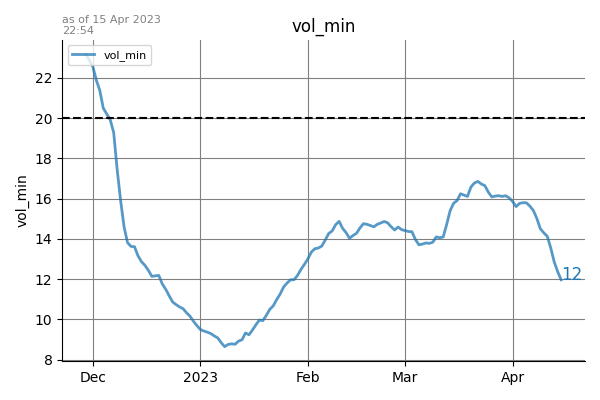 as of 15 Apr 2023
22:54
vol_min
vol_min
22
20
18
16
14
12
10
8
vol_min
12
Dec
2023
Feb
Mar
Apr